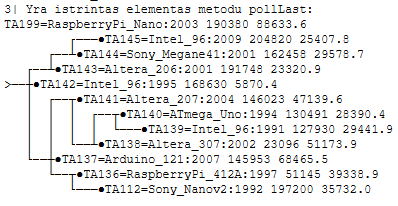 3| Yra istrintas elementas metodu pollLast:
TA199=RaspberryPi_Nano:2003 190380 88633.6
TA145=Intel_96:2009 204820 25407.8
TA144=Sony_Megane41:2001 162458 29578.7
TA143=Altera_206:2001 191748 23320.9
>TA142=Intel_96:1995 168630 5870.4
TA141=Altera_207:2004 146023 47139.6
TA140=ATmega_Uno:1994 130491 28390.4
TA139=Intel_96:1991 127930 29441.9
TA138=Altera_307:2002 23096 51173.9
TA137=Arduino_121:2007 145953 68465.5
TA136=RaspberryPi_412A:1997 51145 39338.9
TA112=Sony_Nanov2:1992 197200 35732.0